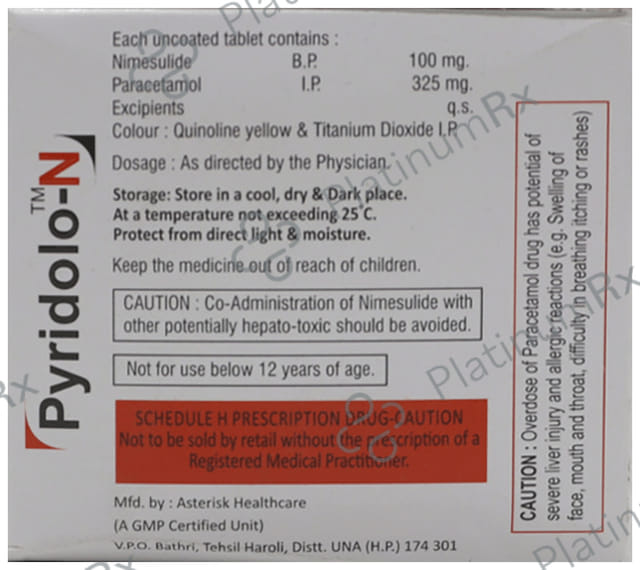 Each uncoated tablet contains :
Nimesulide B.P. 100 mg.
Paracetamol I.P. 325 mg.
Excipients q.s.
Colour : Quinoline yellow & Titanium Dioxide I.P.
Dosage : As directed by the Physician.
Storage: Store in a cool, dry & Dark place.
At a temperature not exceeding 25°C.
Protect from direct light & moisture.
Keep the medicine out of reach of children.
CAUTION : Co-Administration of Nimesulide with
other potentially hepato-toxic should be avoided.
Not for use below 12 years of age.
SCHEDULE H PRESCRIPTION DRUG-CAUTION
Not to be sold by retail without the prescription of a
Registered Medical Practitioner.
Mfd. by : Asterisk Healthcare
(A GMP Certified Unit)
V.P.O. Bathri, Tehsil Haroli, Distt. UNA (H.P.) 174 301
Pyridolo-N™
CAUTION : Overdose of Paracetamol drug has potential of
severe liver injury and allergic reactions (e.g. Swelling of
face, mouth and throat, difficulty in breathing itching or rashes)
PlatinumRx
PlatinumRx
PlatinumRx